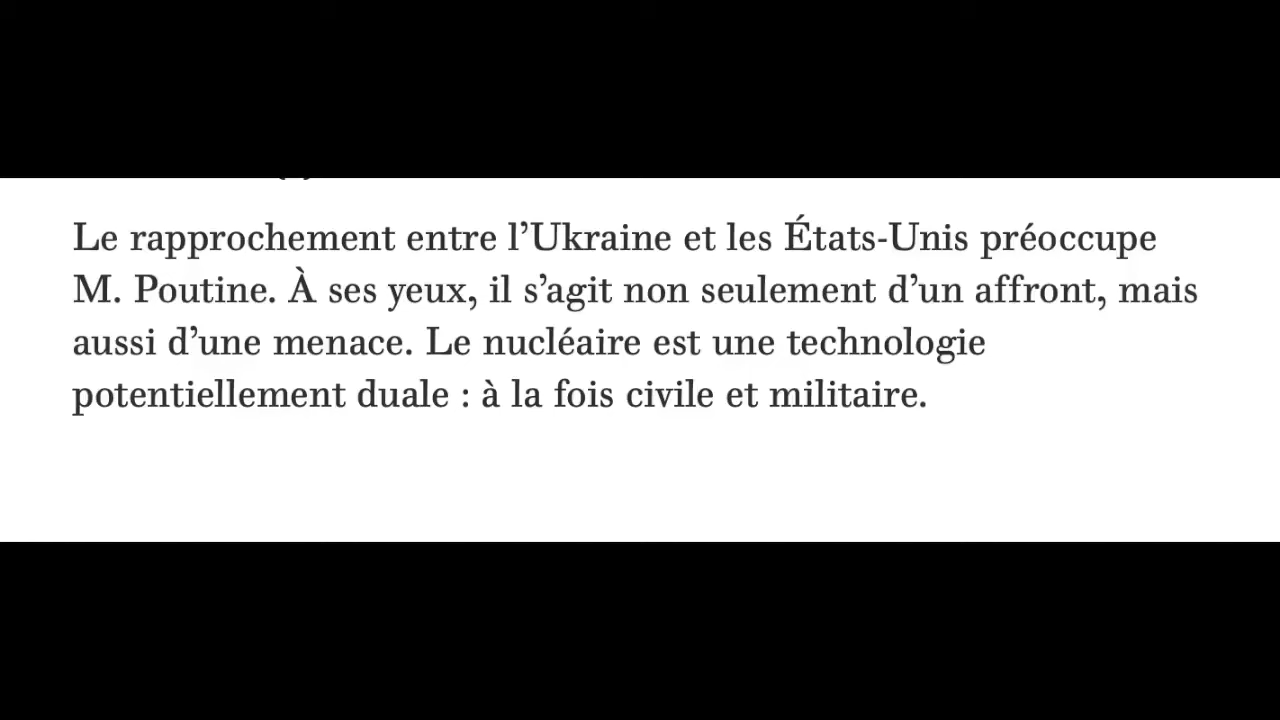 Le rapprochement entre l’Ukraine et les États-Unis préoccupe
M. Poutine. À ses yeux, il s’agit non seulement d’un affront, mais
aussi d’une menace. Le nucléaire est une technologie
potentiellement duale : à la fois civile et militaire.